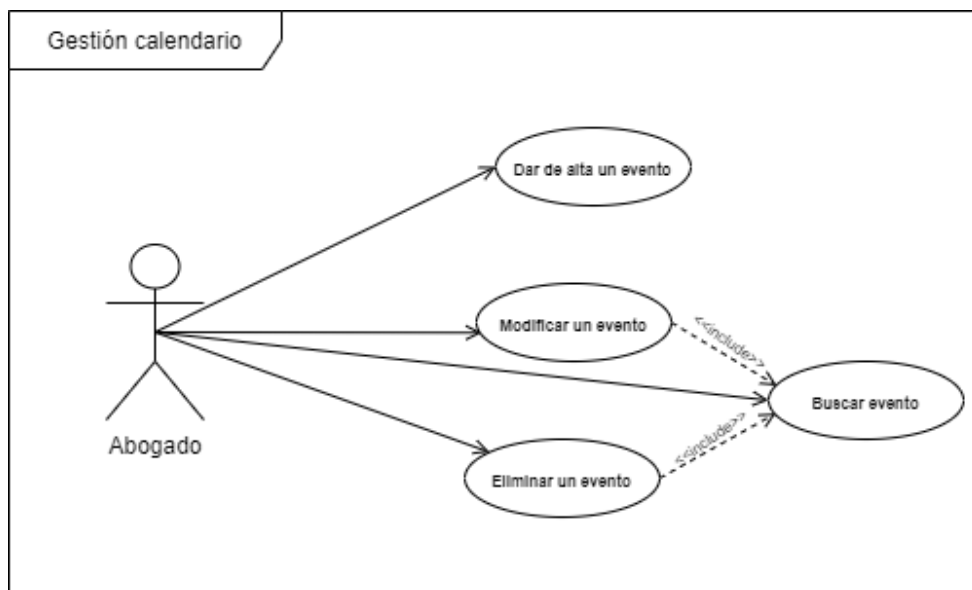 Gestión calendario
Dar de alta un evento
Modificar un evento
<<include>>
Buscar evento
<<include>>
Abogado
Eliminar un evento